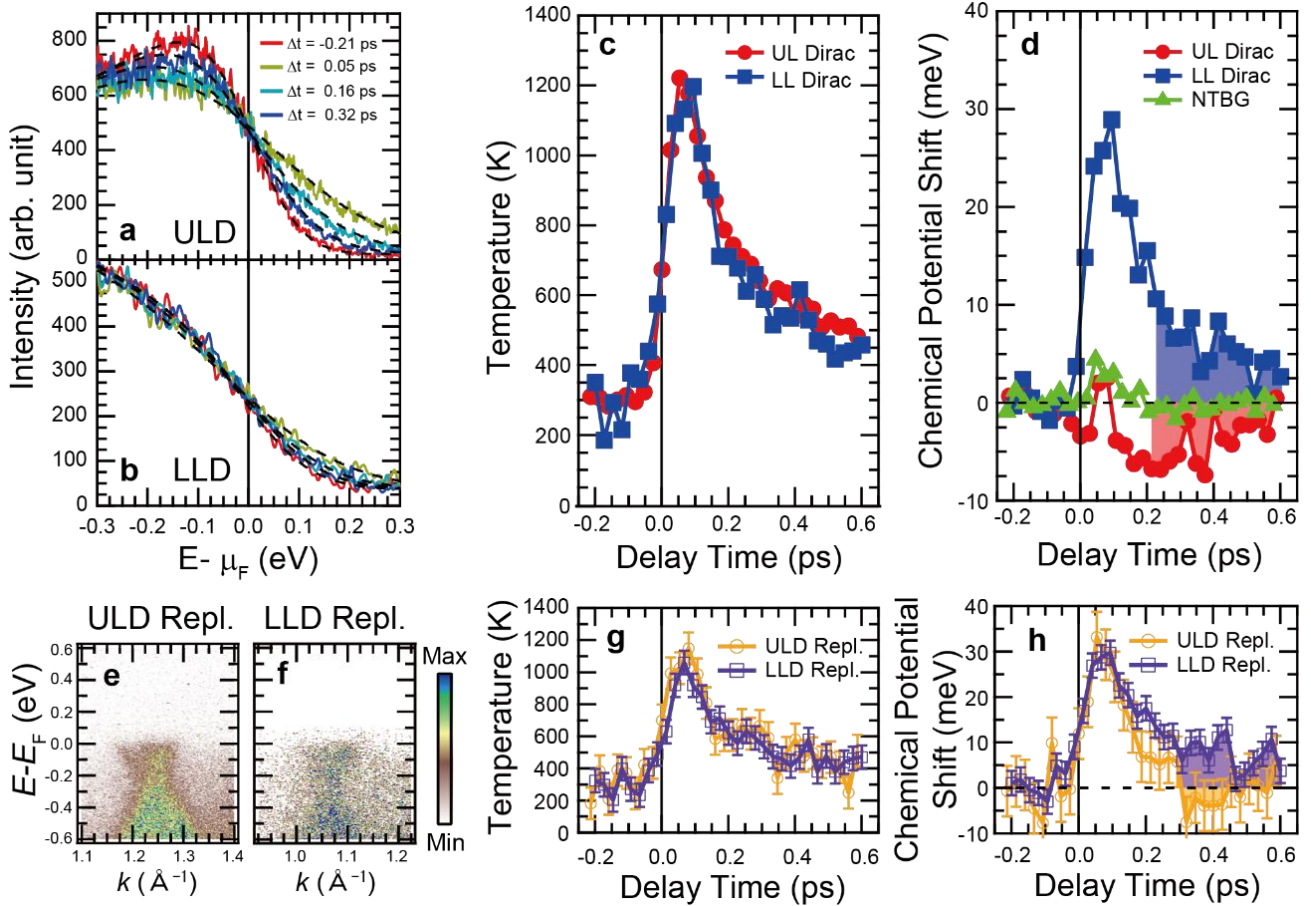 800
600
400
200
0
Δt = -0.21 ps
Δt = 0.05 ps
Δt = 0.16 ps
Δt = 0.32 ps
a ULD
500
400
300
200
100
0
b LLD
Intensity (arb. unit)
-0.3 -0.2 -0.1 0.0 0.1 0.2 0.3
E- μF (eV)
1400
1200
1000
800
600
400
200
0
c
UL Dirac
LL Dirac
Temperature (K)
-0.2 0.0 0.2 0.4 0.6
Delay Time (ps)
40
30
20
10
0
-10
d
UL Dirac
LL Dirac
NTBG
Chemical Potential Shift (meV)
-0.2 0.0 0.2 0.4 0.6
Delay Time (ps)
ULD Repl.
e
0.6
0.4
0.2
0.0
-0.2
-0.4
-0.6
E-EF (eV)
1.1 1.2 1.3 1.4
k (Å⁻¹)
LLD Repl.
f
1.0 1.1 1.2
k (Å⁻¹)
Max
Min
1400
1200
1000
800
600
400
200
0
g
ULD Repl.
LLD Repl.
Temperature (K)
-0.2 0.0 0.2 0.4 0.6
Delay Time (ps)
40
30
20
10
0
-10
h
ULD Repl.
LLD Repl.
Chemical Potential
Shift (meV)
-0.2 0.0 0.2 0.4 0.6
Delay Time (ps)